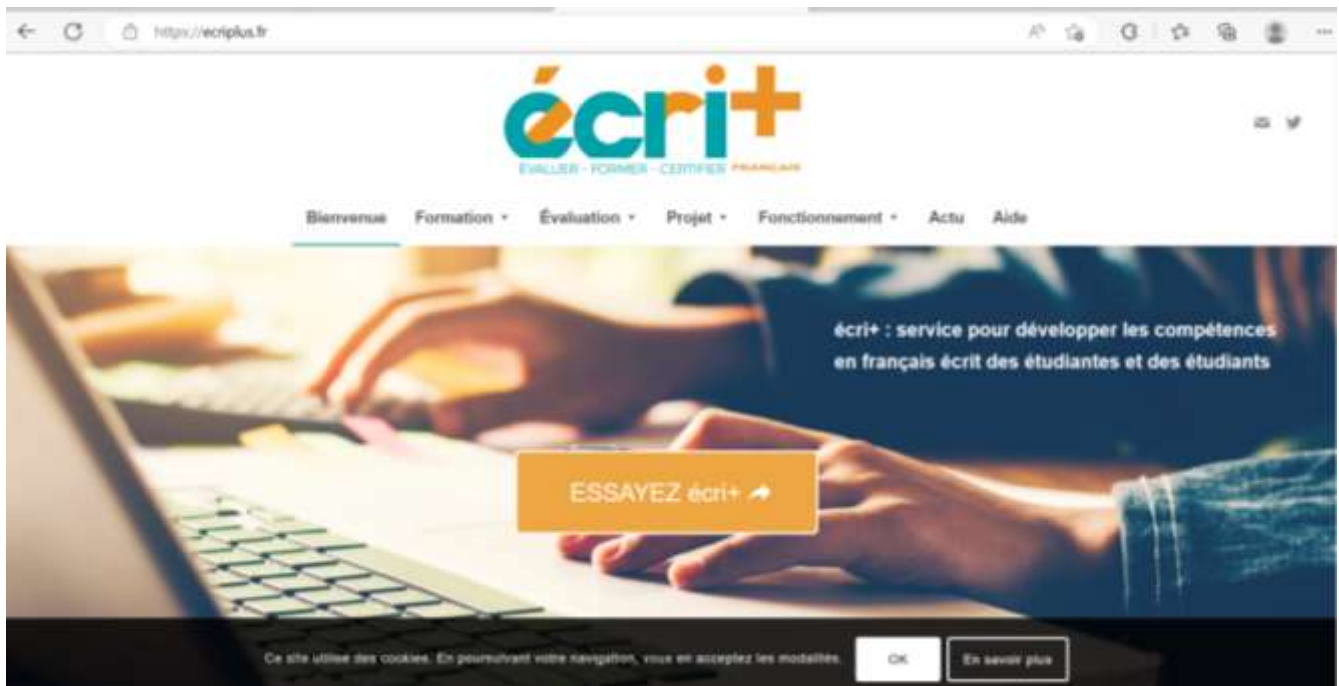 https://ecriplus.fr
écri+
ÉVALUER - FORMER - CERTIFIER FRANÇAIS
Bienvenue Formation Évaluation Projet Fonctionnement Actu Aide
écri+ : service pour développer les compétences
en français écrit des étudiantes et des étudiants
ESSAYEZ écri+
Ce site utilise des cookies. En poursuivant votre navigation, vous en acceptez les modalités. OK En savoir plus